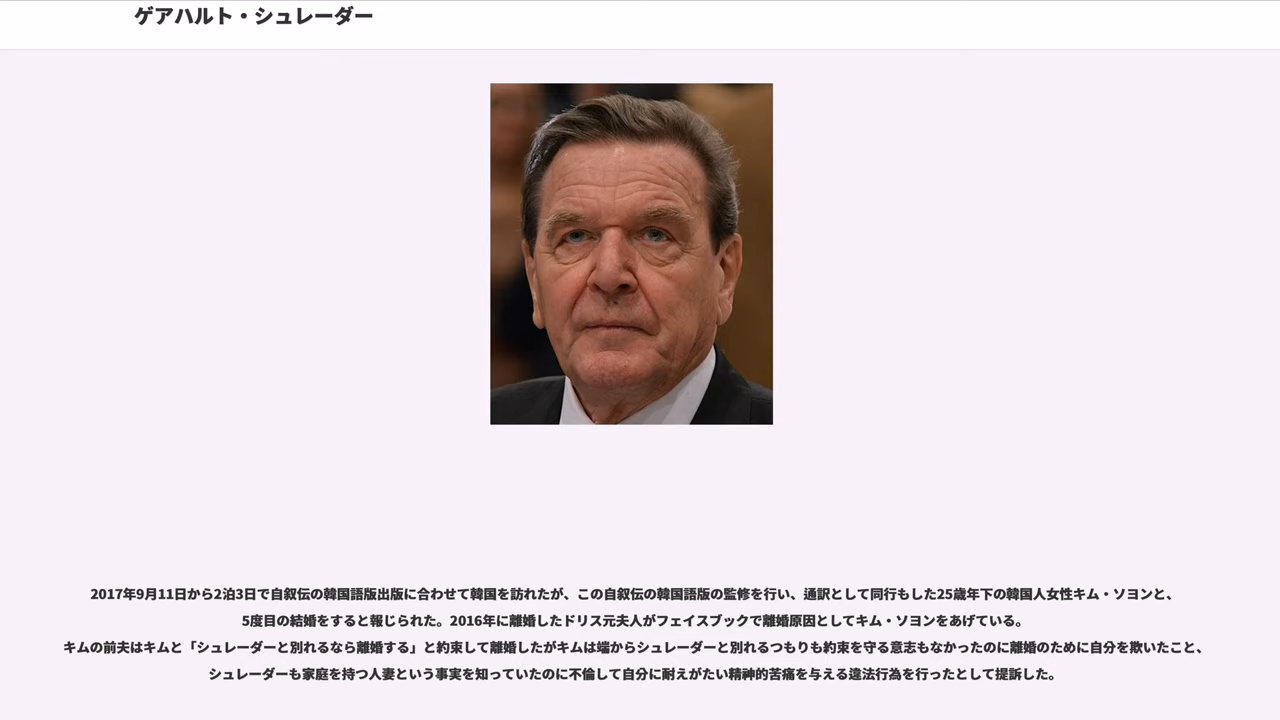 ゲアハルト・シュレーダー
2017年9月11日から2泊3日で自叙伝の韓国語版出版に合わせて韓国を訪れたが、この自叙伝の韓国語版の監修を行い、通訳として同行もした25歳年下の韓国人女性キム・ソヨンと、
5度目の結婚をすると報じられた。2016年に離婚したドリス元夫人がフェイスブックで離婚原因としてキム・ソヨンをあげている。
キムの前夫はキムと「シュレーダーと別れるなら離婚する」と約束して離婚したがキムは端からシュレーダーと別れるつもりも約束を守る意志もなかったのに離婚のために自分を欺いたこと、
シュレーダーも家庭を持つ人妻という事実を知っていたのに不倫して自分に耐えがたい精神的苦痛を与える違法行為を行ったとして提訴した。